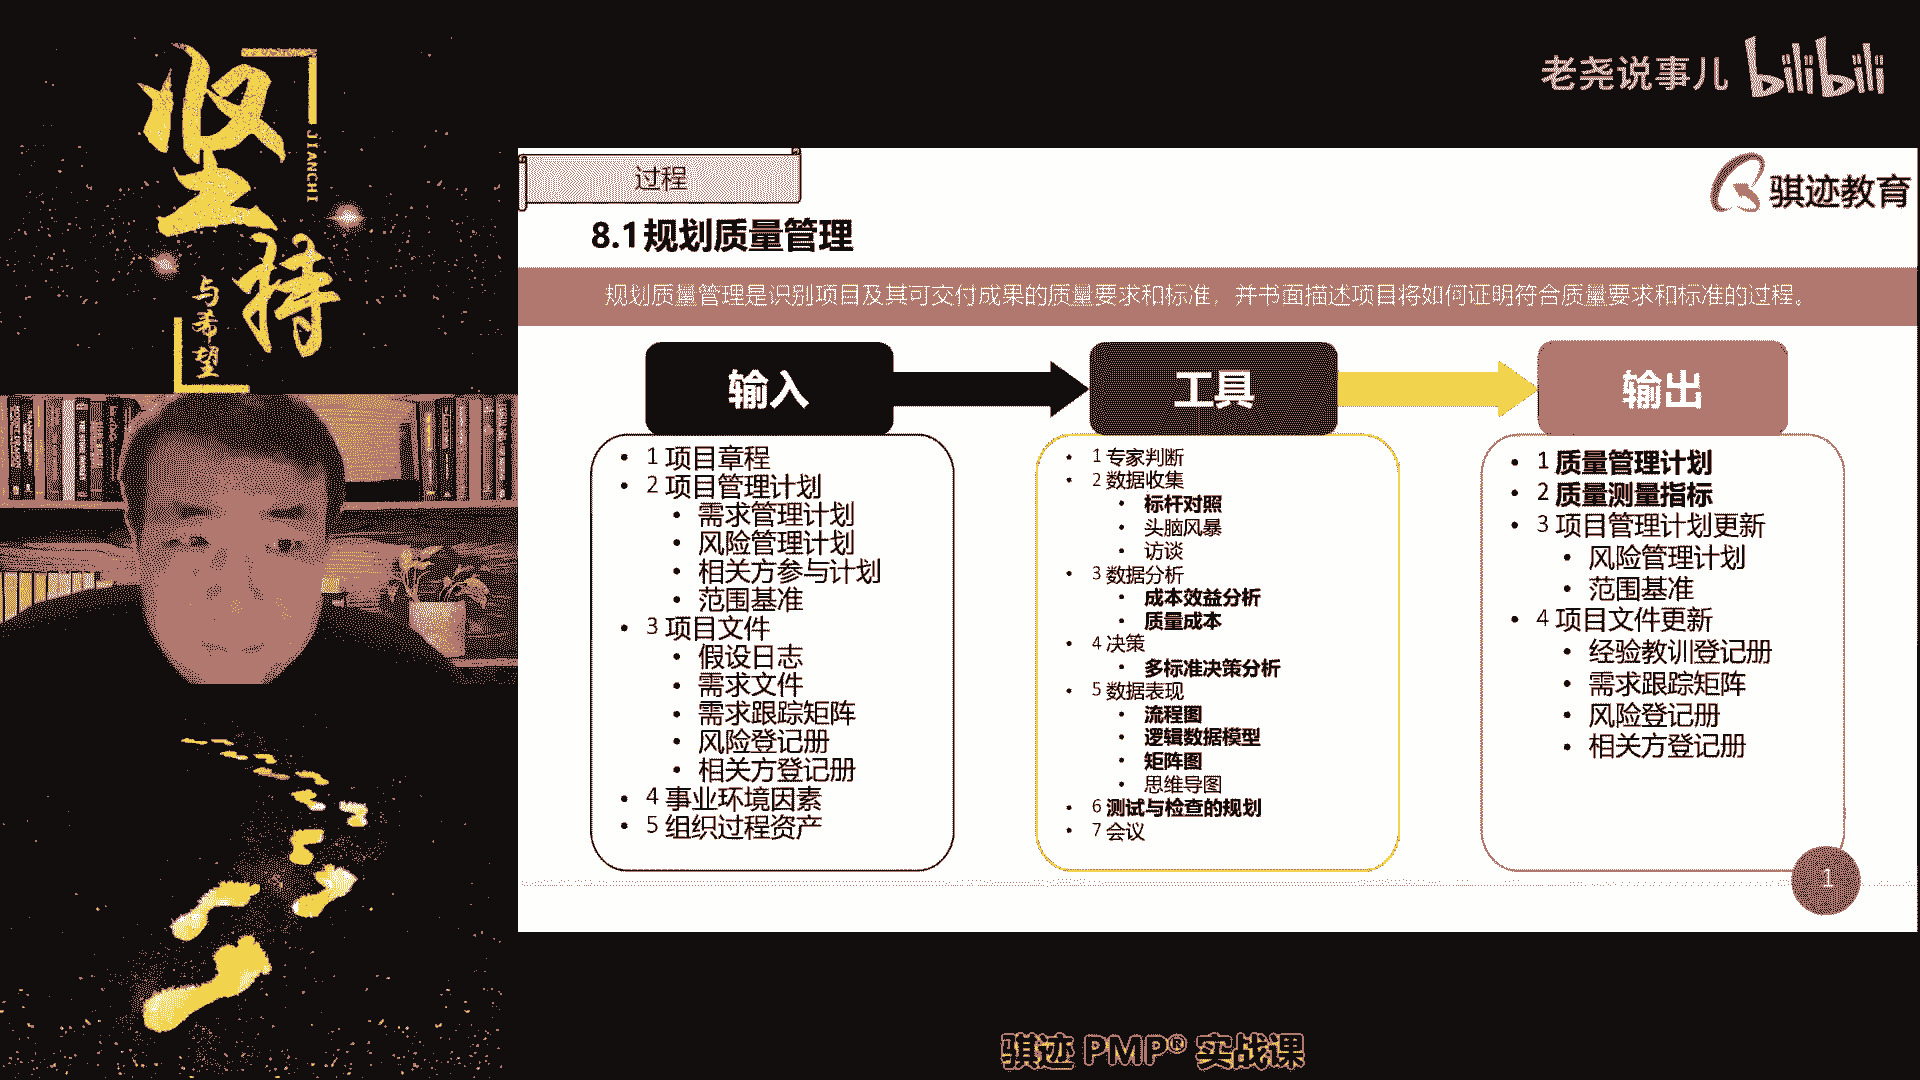 坚持
JIANCHI
与希望
老尧说事儿 bilibili
过程
骐迹教育
8.1规划质量管理
规划质量管理是识别项目及其可交付成果的质量要求和标准，并书面描述项目将如何证明符合质量要求和标准的过程。
输入
• 1 项目章程
• 2 项目管理计划
• 需求管理计划
• 风险管理计划
• 相关方参与计划
• 范围基准
• 3 项目文件
• 假设日志
• 需求文件
• 需求跟踪矩阵
• 风险登记册
• 相关方登记册
• 4 事业环境因素
• 5 组织过程资产
工具
• 1 专家判断
• 2 数据收集
• 标杆对照
• 头脑风暴
• 访谈
• 3 数据分析
• 成本效益分析
• 质量成本
• 4 决策
• 多标准决策分析
• 5 数据表现
• 流程图
• 逻辑数据模型
• 矩阵图
• 思维导图
• 6 测试与检查的规划
• 7 会议
输出
• 1 质量管理计划
• 2 质量测量指标
• 3 项目管理计划更新
• 风险管理计划
• 范围基准
• 4 项目文件更新
• 经验教训登记册
• 需求跟踪矩阵
• 风险登记册
• 相关方登记册
1
骐迹 PMP® 实战课